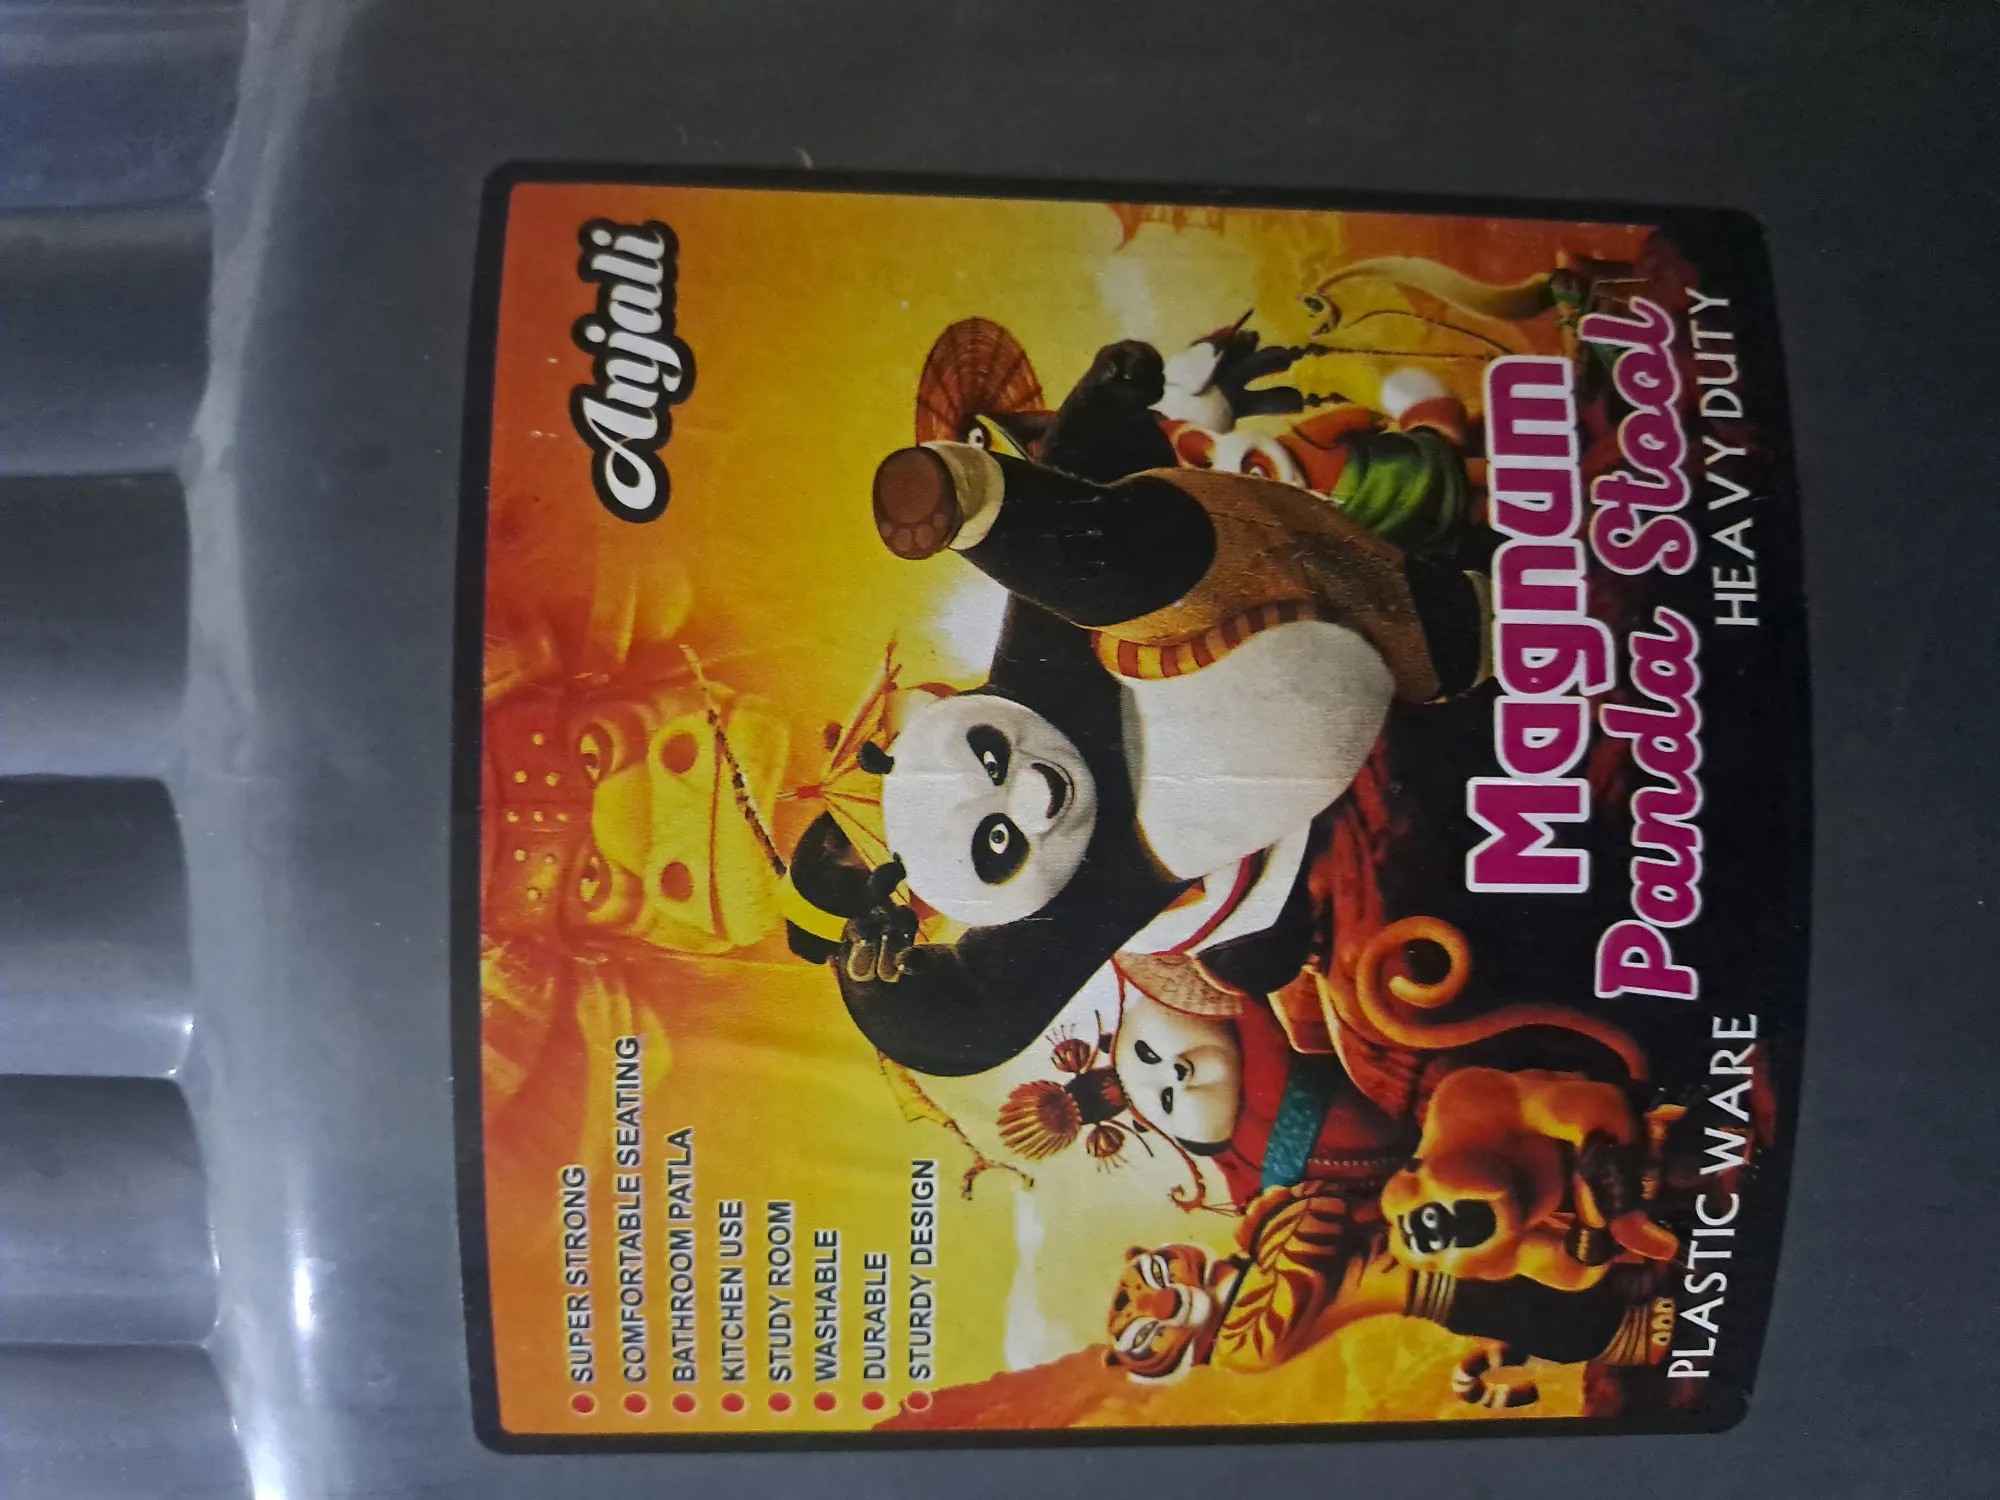 Anjali
SUPER STRONG
COMFORTABLE SEATING
BATHROOM PATLA
KITCHEN USE
STUDY ROOM
WASHABLE
DURABLE
STURDY DESIGN
Magnum
Panda Stool
PLASTIC WARE
HEAVY DUTY